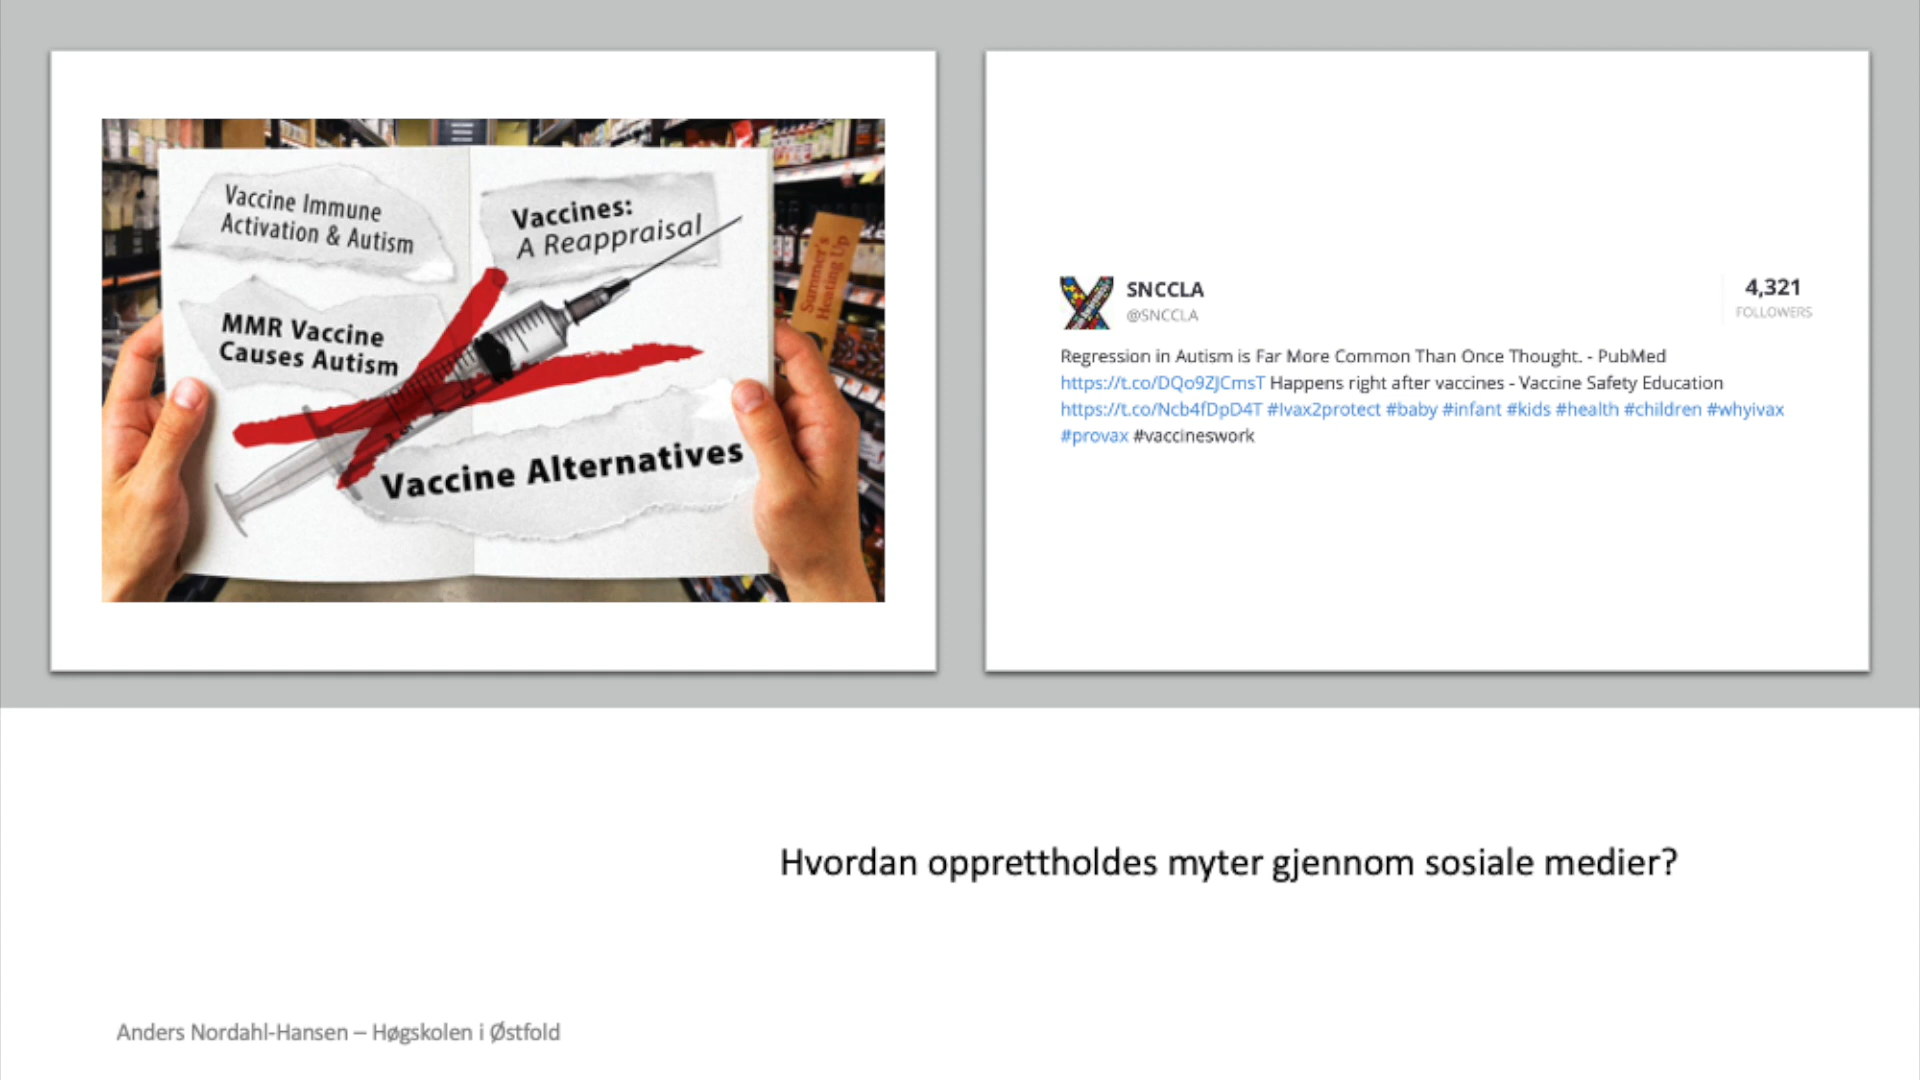 Vaccine Immune
Activation & Autism
Vaccines:
A Reappraisal
MMR Vaccine
Causes Autism
Vaccine Alternatives
Summer's
Heating Up
SNCCLA
@SNCCLA
4,321
FOLLOWERS
Regression in Autism is Far More Common Than Once Thought. - PubMed
https://t.co/DQo9ZJCmsT Happens right after vaccines - Vaccine Safety Education
https://t.co/Ncb4fDpD4T #Ivax2protect #baby #infant #kids #health #children #whyivax
#provax #vaccineswork
Hvordan opprettholdes myter gjennom sosiale medier?
Anders Nordahl-Hansen – Høgskolen i Østfold